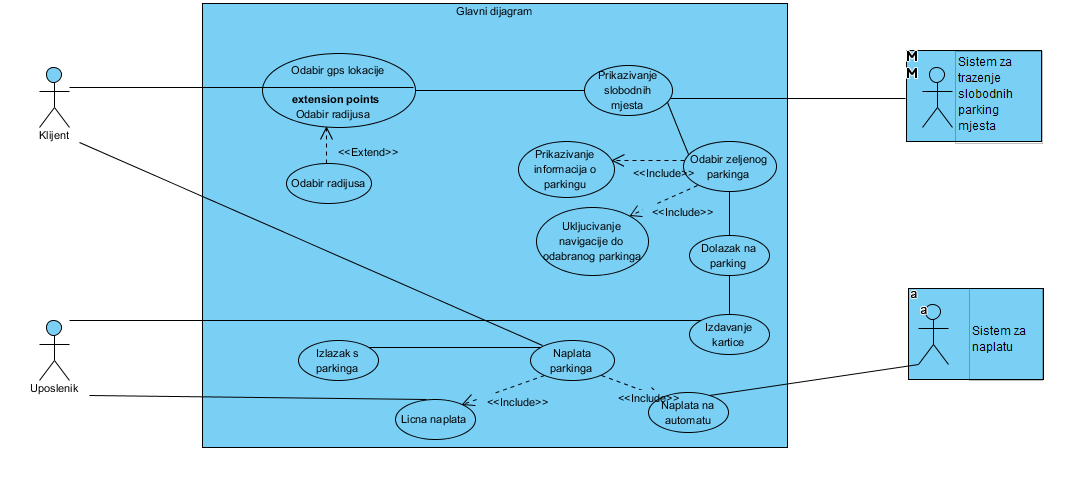 Glavni dijagram
Odabir gps lokacije
extension points
Odabir radijusa
<<Extend>>
Odabir radijusa
Prikazivanje
slobodnih
mjesta
Prikazivanje
informacija o
parkingu
<<Include>>
Odabir zeljenog
parkinga
<<Include>>
Ukljucivanje
navigacije do
odabranog parkinga
Dolazak na
parking
Izdavanje
kartice
Izlazak s
parkinga
Naplata
parkinga
<<Include>>
<<Include>>
Licna naplata
Naplata na
automatu
Klijent
Uposlenik
M
M
Sistem za
trazenje
slobodnih
parking
mjesta
a
a
Sistem za
naplatu